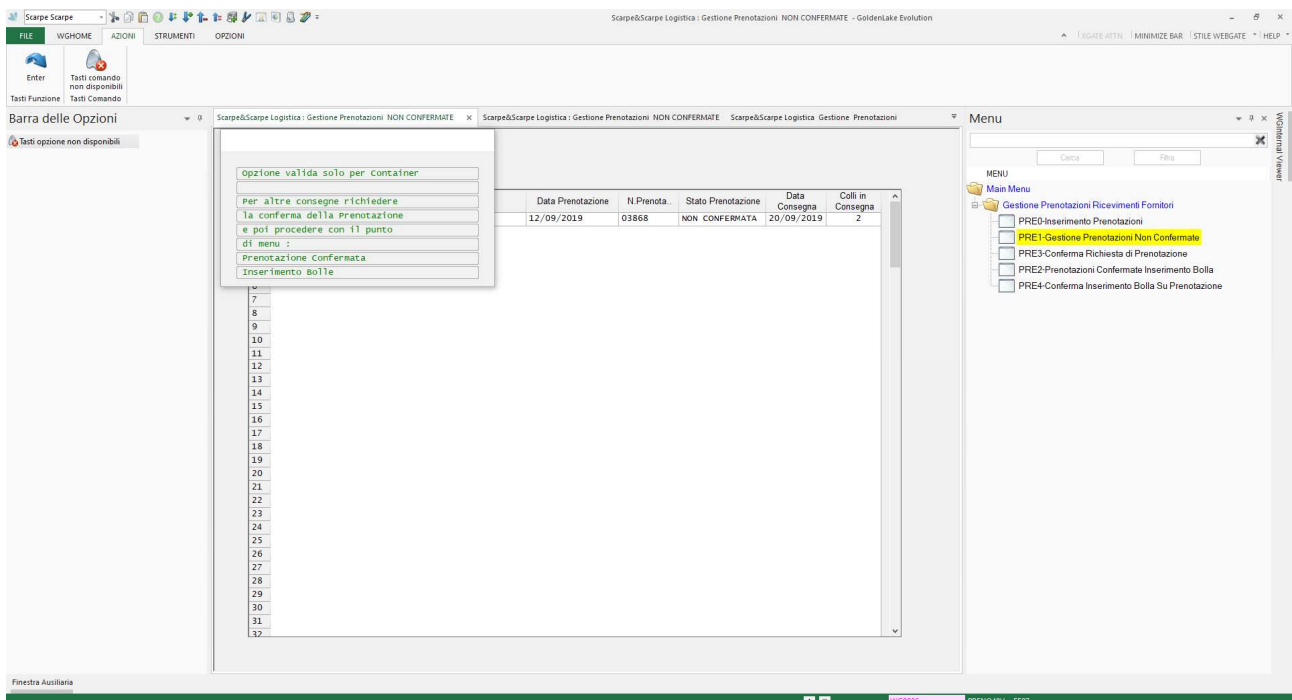 Scarpe Scarpe
Scarpe&Scarpe Logistica : Gestione Prenotazioni NON CONFERMATE - GoldenLake Evolution
FILE WGHOME AZIONI STRUMENTI OPZIONI
XGATE ATTN. MINIMIZE BAR STILE WEBGATE HELP
Enter
Tasti comando
non disponibili
Tasti Funzione Tasti Comando
Barra delle Opzioni
Tasti opzione non disponibili
Scarpe&Scarpe Logistica : Gestione Prenotazioni NON CONFERMATE x Scarpe&Scarpe Logistica : Gestione Prenotazioni NON CONFERMATE Scarpe&Scarpe Logistica Gestione Prenotazioni
Opzione valida solo per Container
Per altre consegne richiedere
la conferma della Prenotazione
e poi procedere con il punto
di menu :
Prenotazione Confermata
Inserimento Bolle
Data Prenotazione N.Prenota... Stato Prenotazione Data Consegna Colli in Consegna
12/09/2019 03868 NON CONFERMATA 20/09/2019 2
7
8
9
10
11
12
13
14
15
16
17
18
19
20
21
22
23
24
25
26
27
28
29
30
31
32
Menu
Cerca Filtra
MENU
Main Menu
Gestione Prenotazioni Ricevimenti Fornitori
PRE0-Inserimento Prenotazioni
PRE1-Gestione Prenotazioni Non Confermate
PRE3-Conferma Richiesta di Prenotazione
PRE2-Prenotazioni Confermate Inserimento Bolla
PRE4-Conferma Inserimento Bolla Su Prenotazione
WGInternal Viewer
Finestra Ausiliaria